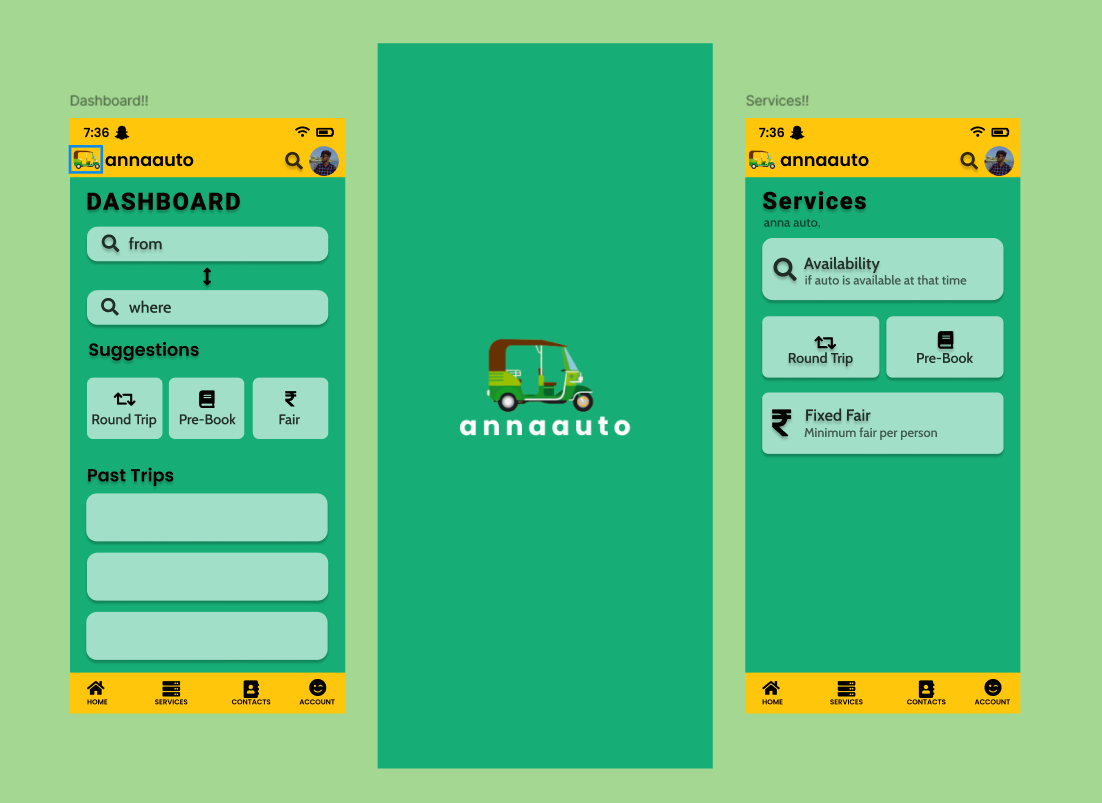 Dashboard!!
7:36
annaauto
DASHBOARD
from
where
Suggestions
Round Trip
Pre-Book
Fair
Past Trips
HOME
SERVICES
CONTACTS
ACCOUNT
annaauto
Services!!
7:36
annaauto
Services
anna auto,
Availability
if auto is available at that time
Round Trip
Pre-Book
Fixed Fair
Minimum fair per person
HOME
SERVICES
CONTACTS
ACCOUNT